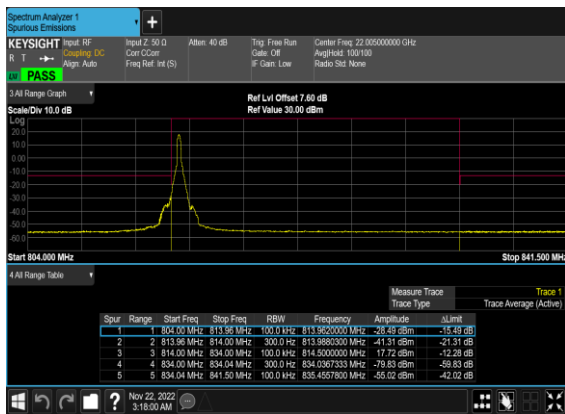 Spectrum Analyzer 1
Spurious Emissions
KEYSIGHT Input: RF Input Z: 50 Ω Atten: 40 dB Trig: Free Run Center Freq: 22.005000000 GHz
R T Coupling: DC Corr CCorr Gate: Off Avg|Hold: 100/100
Align: Auto Freq Ref: Int (S) IF Gain: Low Radio Std: None
PASS
3 All Range Graph
Ref Lvl Offset 7.60 dB
Scale/Div 10.0 dB Ref Value 30.00 dBm
Log
20.0
10.0
0.00
-10.0
-20.0
-30.0
-40.0
-50.0
-60.0
Start 804.000 MHz Stop 841.500 MHz
4 All Range Table
Measure Trace Trace 1
Trace Type Trace Average (Active)
Spur Range Start Freq Stop Freq RBW Frequency Amplitude ΔLimit
1 1 804.00 MHz 813.96 MHz 100.0 kHz 813.9620000 MHz -28.49 dBm -15.49 dB
2 2 813.96 MHz 814.00 MHz 300.0 Hz 813.9880300 MHz -41.31 dBm -21.31 dB
3 3 814.00 MHz 834.00 MHz 100.0 kHz 814.5000000 MHz 17.72 dBm -12.28 dB
4 4 834.00 MHz 834.04 MHz 300.0 Hz 834.0367333 MHz -79.83 dBm -59.83 dB
5 5 834.04 MHz 841.50 MHz 100.0 kHz 835.4557800 MHz -55.02 dBm -42.02 dB
Nov 22, 2022
3:18:00 AM